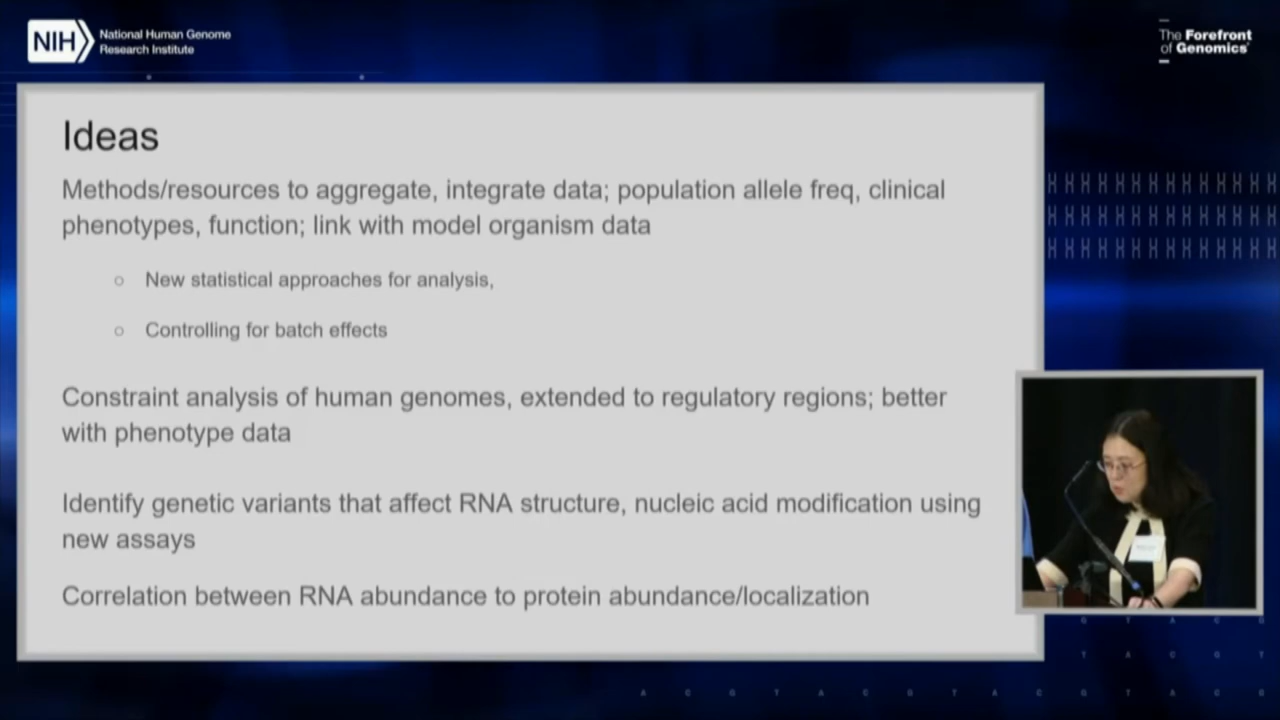 NIH
National Human Genome
Research Institute
The Forefront
of Genomics
Ideas
Methods/resources to aggregate, integrate data; population allele freq, clinical
phenotypes, function; link with model organism data
○ New statistical approaches for analysis,
○ Controlling for batch effects
Constraint analysis of human genomes, extended to regulatory regions; better
with phenotype data
Identify genetic variants that affect RNA structure, nucleic acid modification using
new assays
Correlation between RNA abundance to protein abundance/localization
G T A C G
T A C G T
A C G T A C G T A C G T A C G